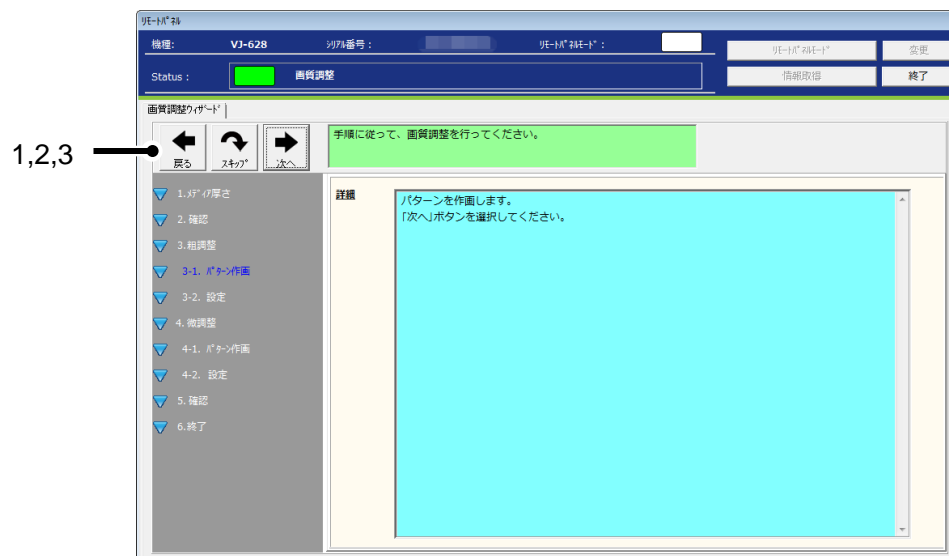 ﾘﾓｰﾄﾊﾟﾈﾙ
機種: VJ-628 ｼﾘｱﾙ番号： ﾘﾓｰﾄﾊﾟﾈﾙﾓｰﾄﾞ： ﾘﾓｰﾄﾊﾟﾈﾙﾓｰﾄﾞ 変更
Status： 画質調整 情報取得 終了
画質調整ｳｨｻﾞｰﾄﾞ
1,2,3
戻る ｽｷｯﾌﾟ 次へ
手順に従って、画質調整を行ってください。
1.ﾒﾃﾞｨｱ厚さ
2. 確認
3.粗調整
3-1. ﾊﾟﾀｰﾝ作画
3-2. 設定
4. 微調整
4-1. ﾊﾟﾀｰﾝ作画
4-2. 設定
5. 確認
6.終了
詳細
パターンを作画します。
「次へ」ボタンを選択してください。